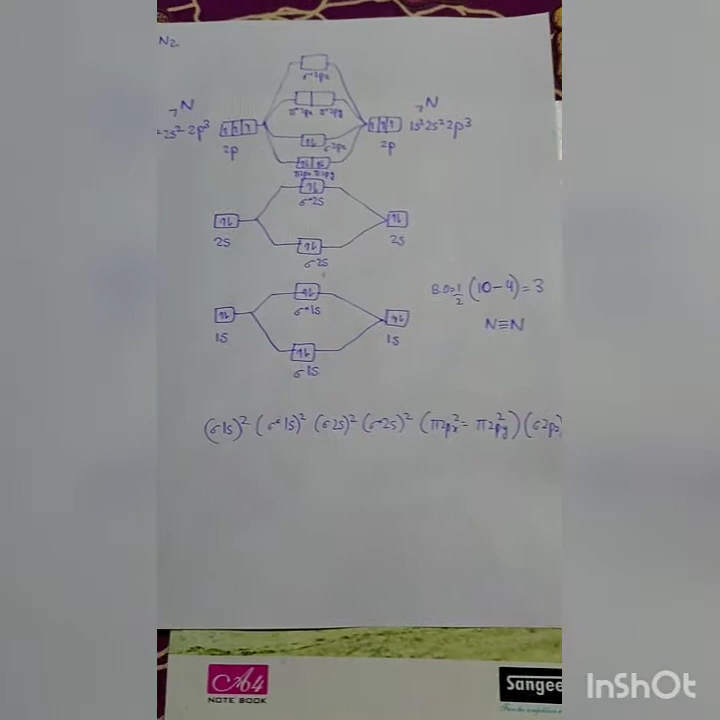 N2
σ*2pz
7N
7N
π*2px π*2py
2s² 2p³
1s² 2s² 2p³
σ2pz
2p
2p
π2px π2py
σ*2s
2s
2s
σ2s
B.O = 1/2 (10-4) = 3
σ*1s
N≡N
1s
1s
σ1s
(σ1s)² (σ*1s)² (σ2s)² (σ*2s)² (π2px² = π2py²) (σ2pz)
A4
NOTE BOOK
Sangee
InShOt